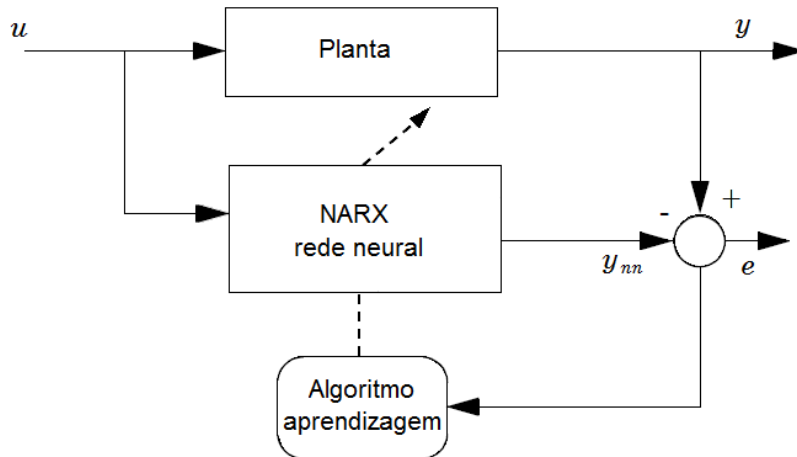 u
Planta
y
NARX
rede neural
-
+
y_nn
e
Algoritmo
aprendizagem